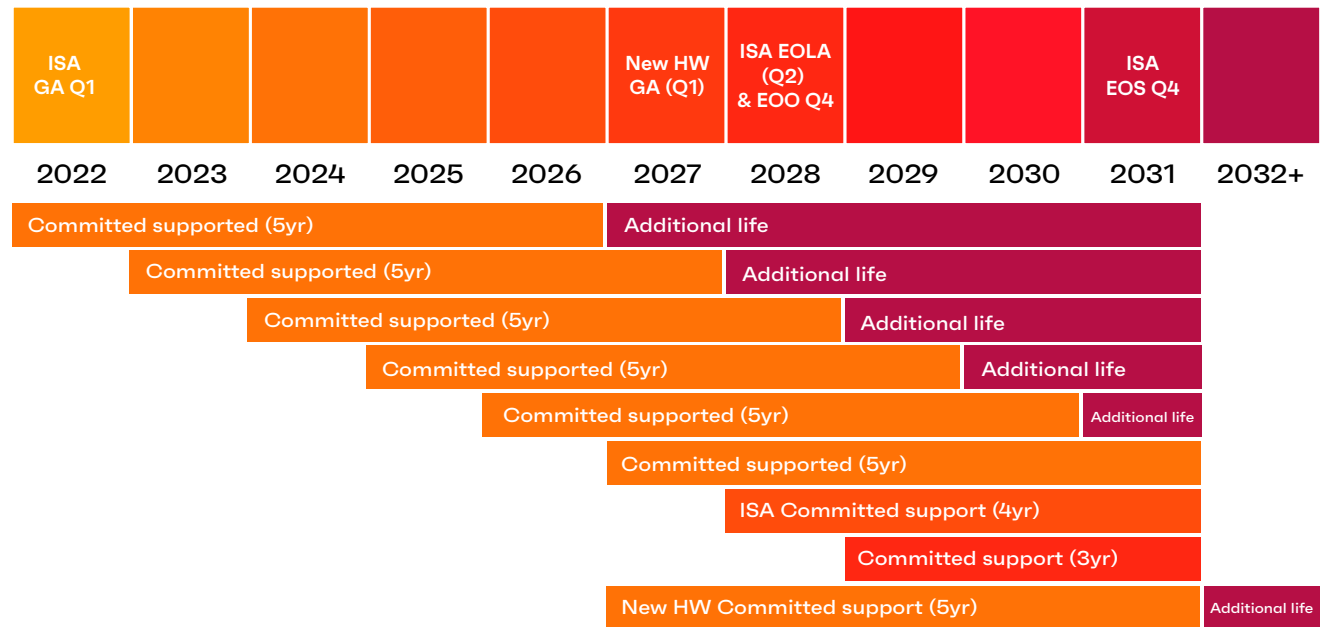 ISA
GA Q1
New HW
GA (Q1)
ISA EOLA
(Q2)
& EOO Q4
ISA
EOS Q4
2022 2023 2024 2025 2026 2027 2028 2029 2030 2031 2032+
Committed supported (5yr) Additional life
Committed supported (5yr) Additional life
Committed supported (5yr) Additional life
Committed supported (5yr) Additional life
Committed supported (5yr) Additional life
Committed supported (5yr)
ISA Committed support (4yr)
Committed support (3yr)
New HW Committed support (5yr) Additional life